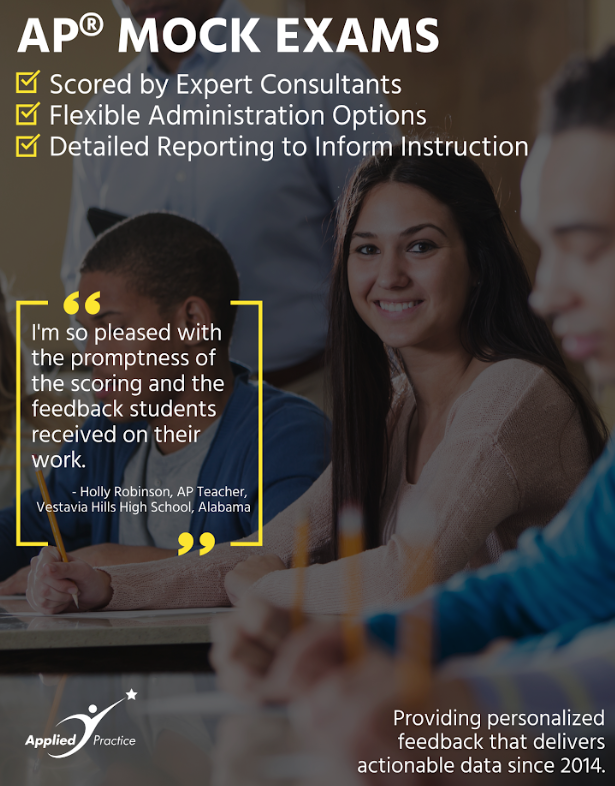 AP® MOCK EXAMS
Scored by Expert Consultants
Flexible Administration Options
Detailed Reporting to Inform Instruction
“
I'm so pleased with
the promptness of
the scoring and the
feedback students
received on their
work.
- Holly Robinson, AP Teacher,
Vestavia Hills High School, Alabama
”
Applied Practice
Providing personalized
feedback that delivers
actionable data since 2014.